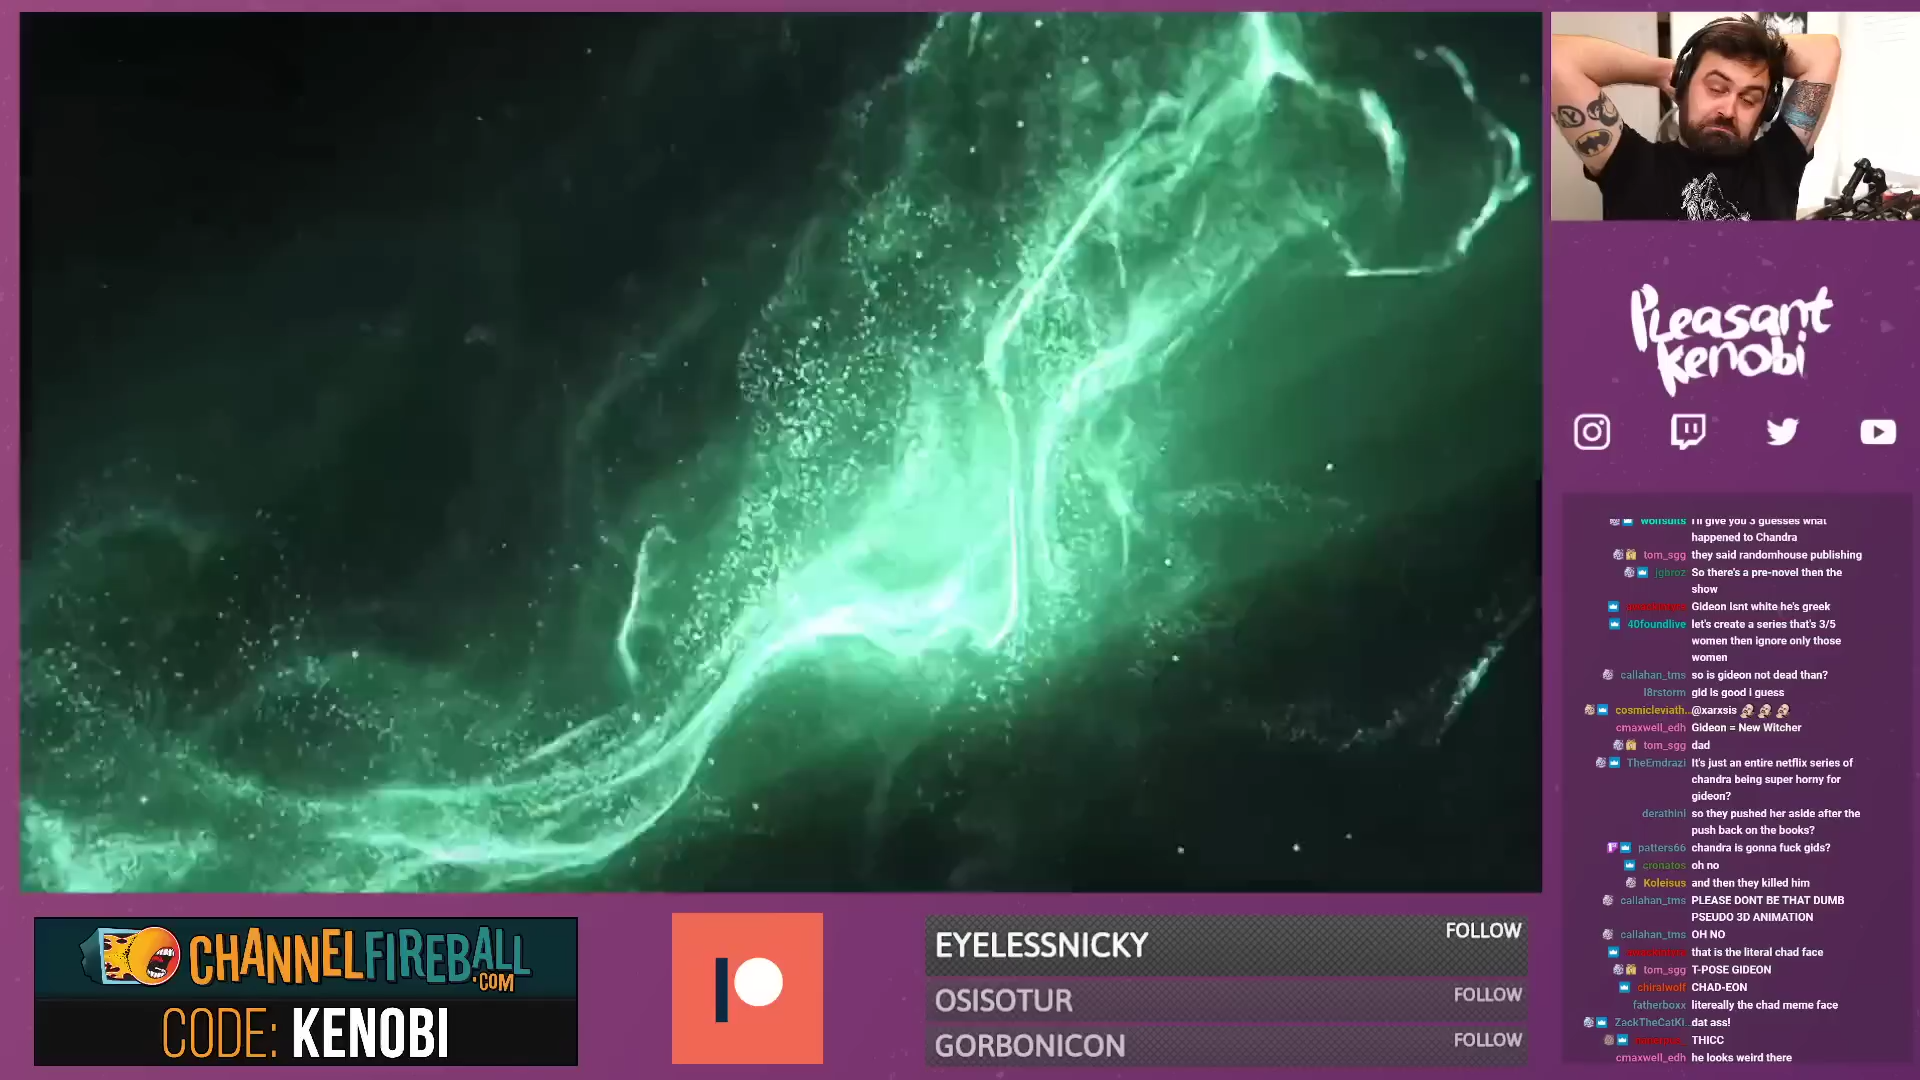 Pleasant
Kenobi
wolfsuits I'll give you 3 guesses what
happened to Chandra
tom_sgg they said randomhouse publishing
jgbroz So there's a pre-novel then the
show
Gideon isnt white he's greek
40foundlive let's create a series that's 3/5
women then ignore only those
women
callahan_tms so is gideon not dead than?
l8rstorm gid is good I guess
cosmicleviath.. @xarxsis
cmaxwell_edh Gideon = New Witcher
tom_sgg dad
TheEmdrazi It's just an entire netflix series of
chandra being super horny for
gideon?
derathini so they pushed her aside after the
push back on the books?
patters66 chandra is gonna fuck gids?
cronatos oh no
Koleisus and then they killed him
callahan_tms PLEASE DONT BE THAT DUMB
PSEUDO 3D ANIMATION
callahan_tms OH NO
that is the literal chad face
tom_sgg T-POSE GIDEON
chiralwolf CHAD-EON
fatherboxx litereally the chad meme face
ZackTheCatKi.. dat ass!
THICC
cmaxwell_edh he looks weird there
CHANNELFIREBALL
.COM
CODE: KENOBI
EYELESSNICKY FOLLOW
OSISOTUR FOLLOW
GORBONICON FOLLOW